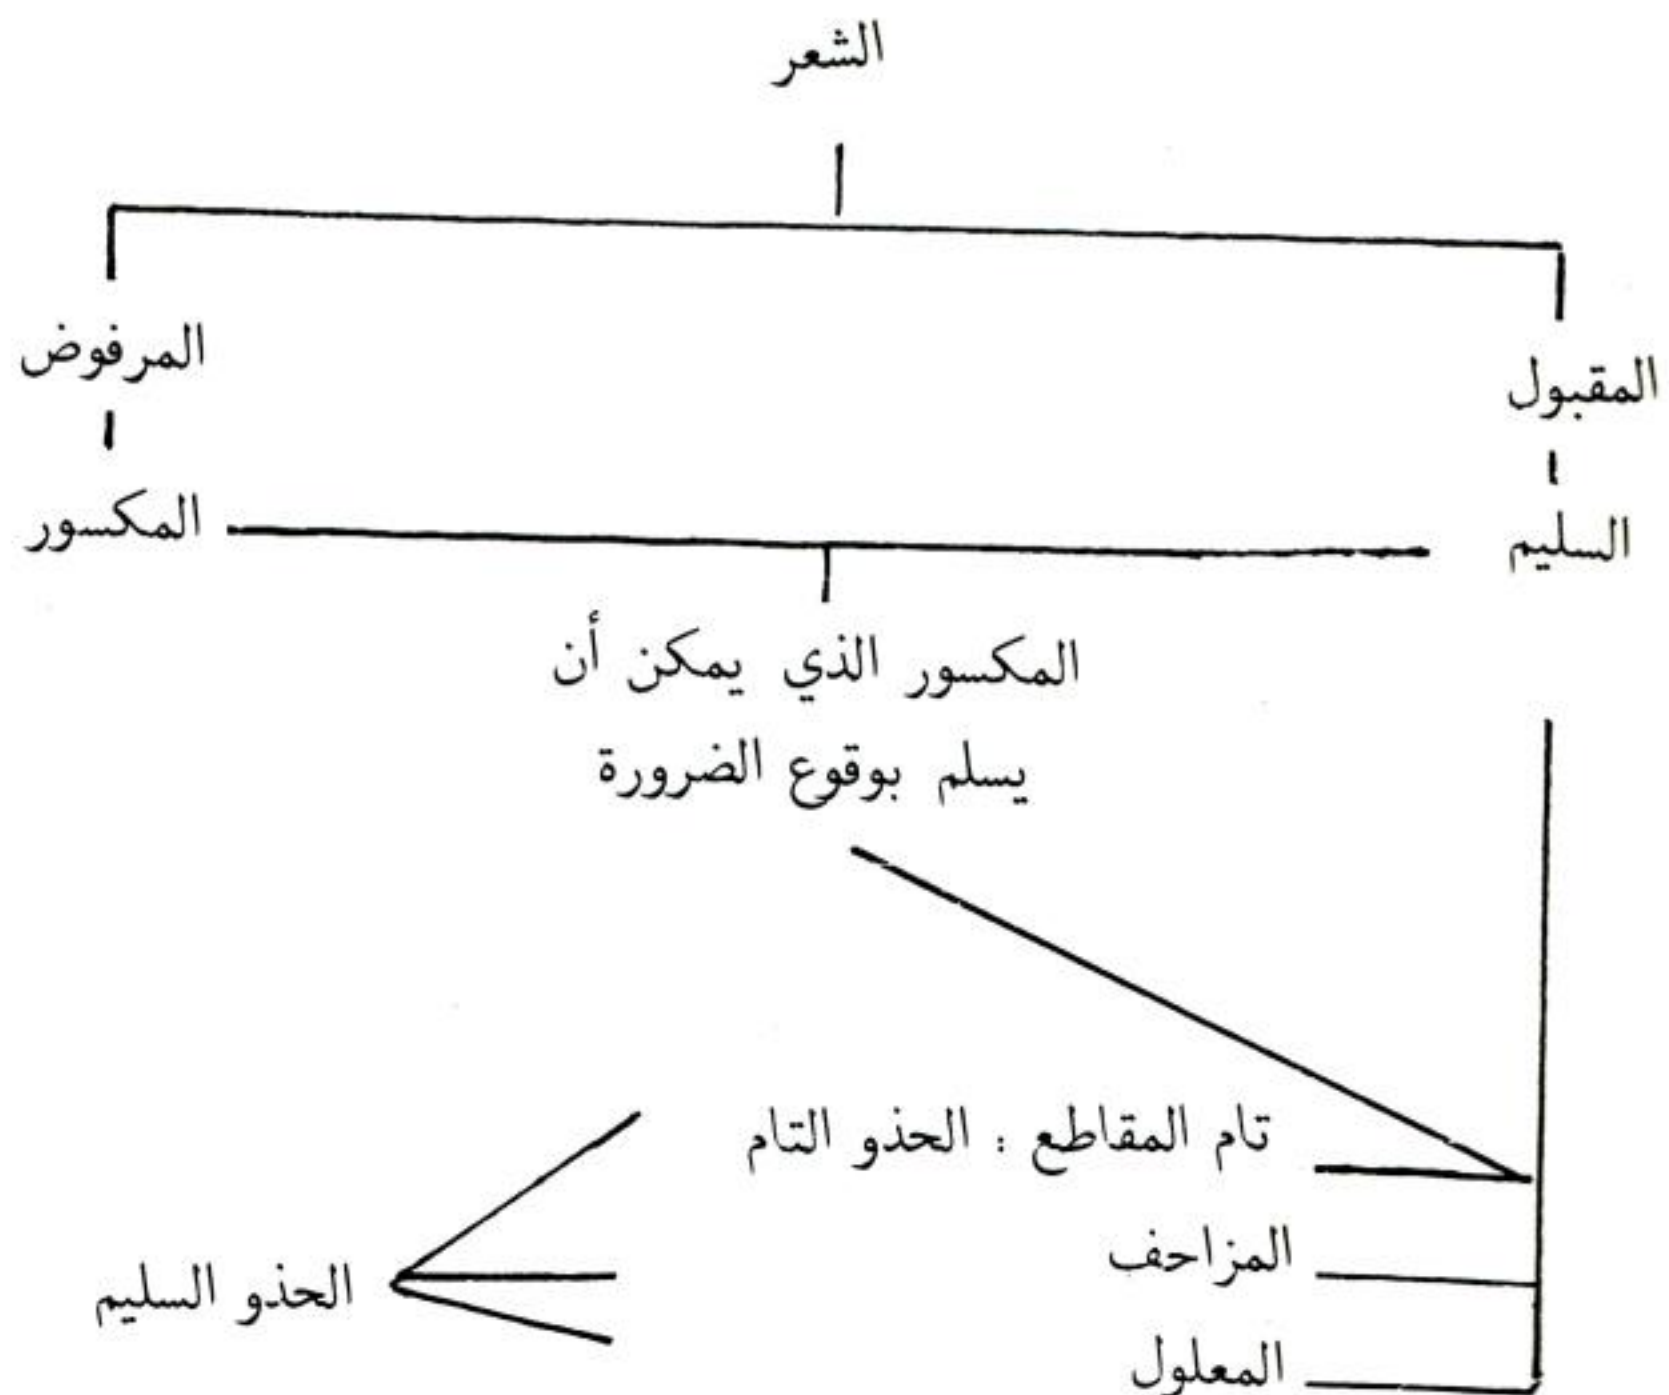 الشعر
المقبول
المرفوض
السليم
المكسور
المكسور الذي يمكن أن
يسلم بوقوع الضرورة
تام المقاطع : الحذو التام
المزاحف
الحذو السليم
المعلول